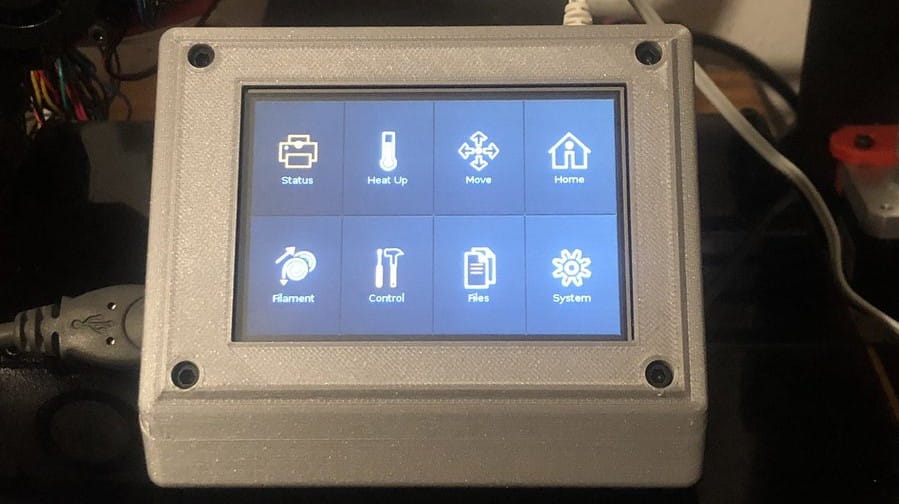 Status
Heat Up
Move
Home
Filament
Control
Files
System